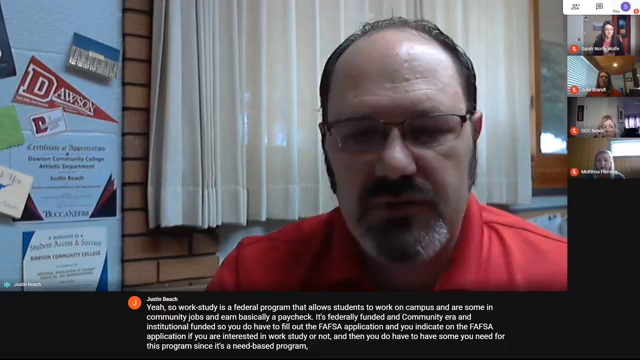 DAWSON
Certificate of Appreciation
Dawson Community College
Athletic Department
Justin Beach
BUCCANEERS
Student Access & Success
DAWSON COMMUNITY COLLEGE
Justin Beach
S
Sarah North Wolfe
Julie Brandt
DCC News
McKinna Fleming
J
Justin Beach
Yeah, so work-study is a federal program that allows students to work on campus and are some in
community jobs and earn basically a paycheck. It's federally funded and Community era and
institutional funded so you do have to fill out the FAFSA application and you indicate on the FAFSA
application if you are interested in work study or not, and then you do have to have some you need for
this program since it's a need-based program,